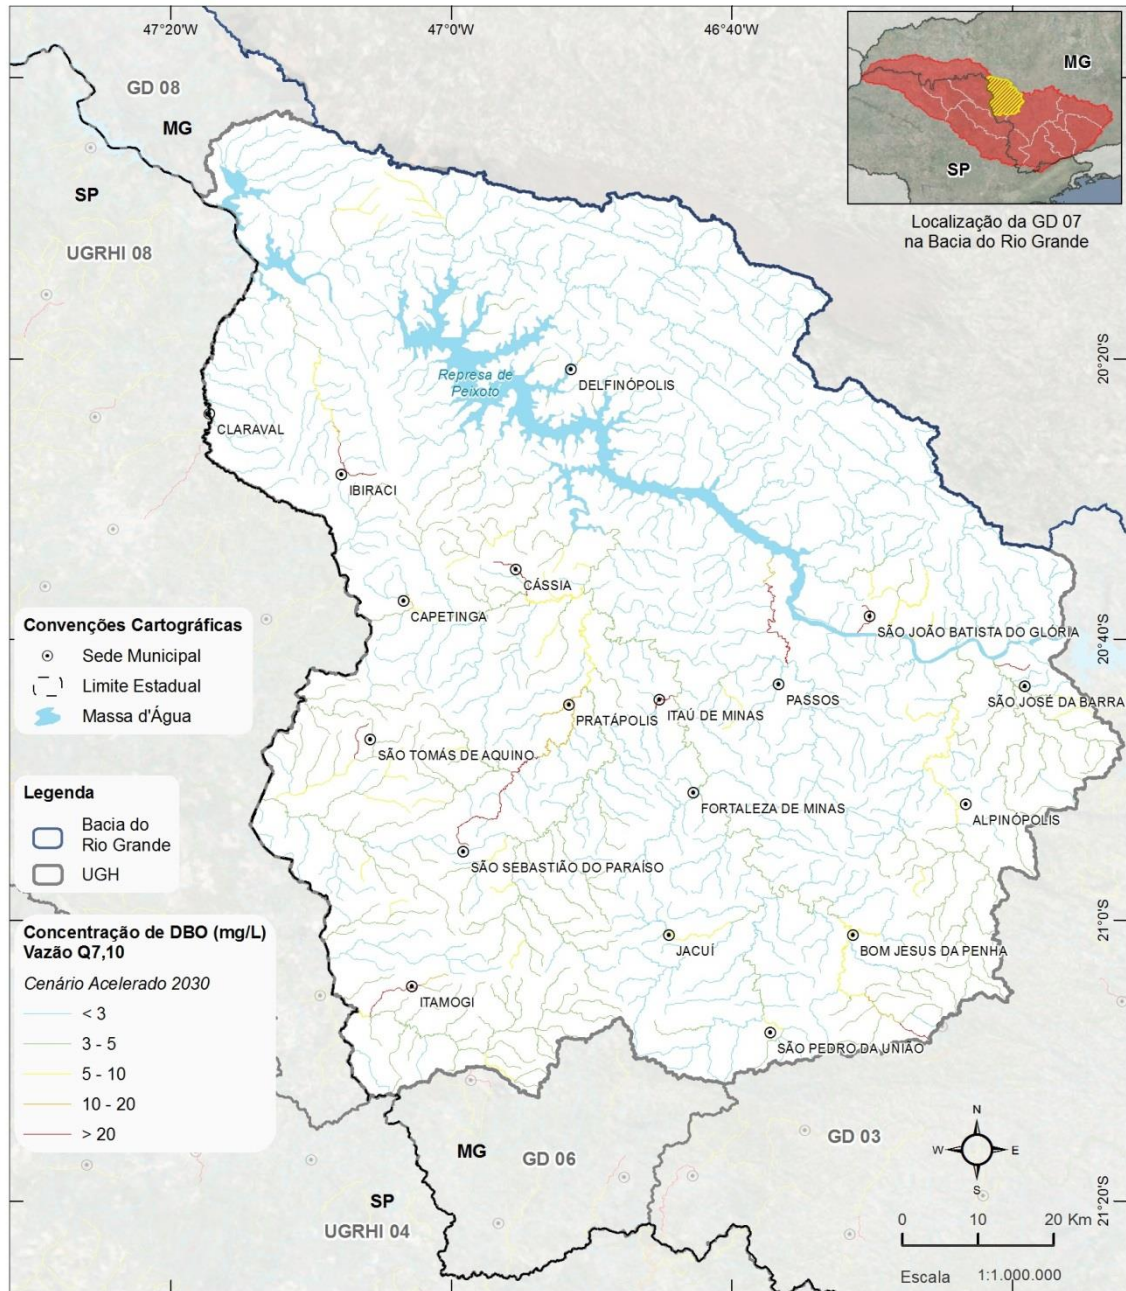 47°20'W
47°0'W
46°40'W
GD 08
MG
SP
UGRHI 08
MG
SP
Localização da GD 07
na Bacia do Rio Grande
20°20'S
Represa de
Peixoto
DELFINÓPOLIS
CLARAVAL
IBIRACI
CÁSSIA
CAPETINGA
SÃO JOÃO BATISTA DO GLÓRIA
20°40'S
PASSOS
SÃO JOSÉ DA BARRA
ITAÚ DE MINAS
PRATÁPOLIS
SÃO TOMÁS DE AQUINO
FORTALEZA DE MINAS
ALPINÓPOLIS
SÃO SEBASTIÃO DO PARAÍSO
21°0'S
JACUÍ
BOM JESUS DA PENHA
ITAMOGI
SÃO PEDRO DA UNIÃO
Convenções Cartográficas
Sede Municipal
Limite Estadual
Massa d'Água
Legenda
Bacia do
Rio Grande
UGH
Concentração de DBO (mg/L)
Vazão Q7,10
Cenário Acelerado 2030
< 3
3 - 5
5 - 10
10 - 20
> 20
MG
GD 06
GD 03
SP
UGRHI 04
21°20'S
N
W
E
S
0 10 20 Km
Escala 1:1.000.000